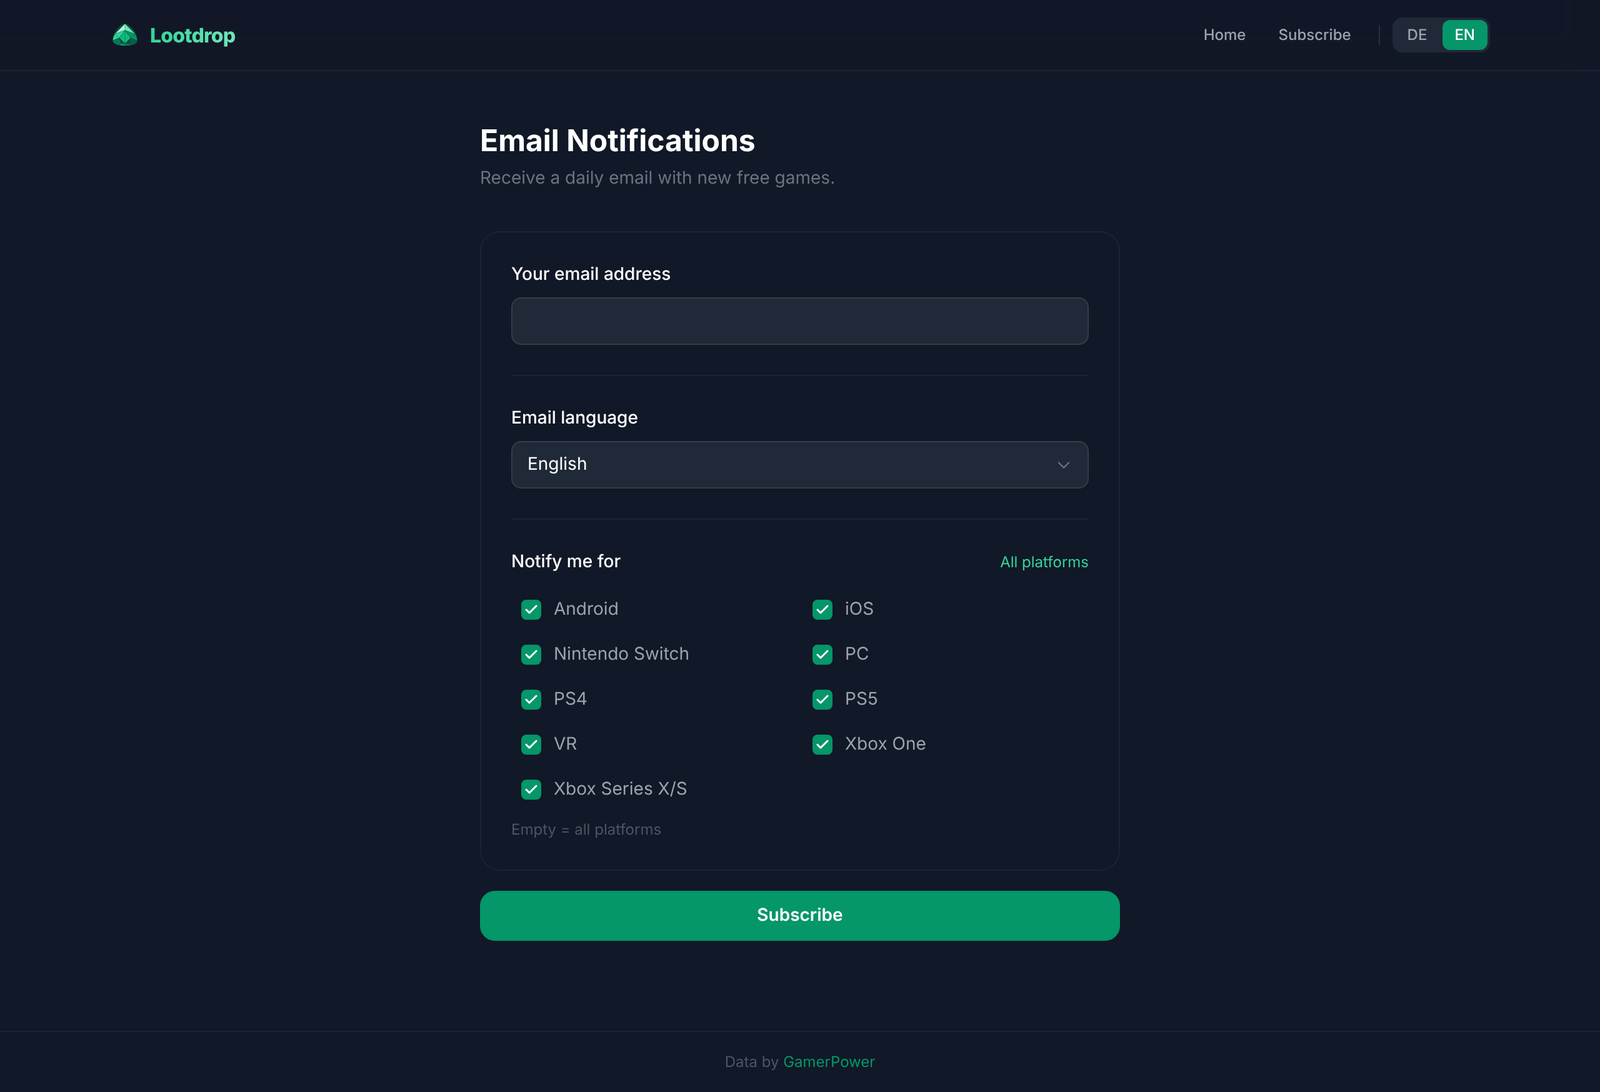 Lootdrop
Home
Subscribe
DE
EN
Email Notifications
Receive a daily email with new free games.
Your email address
Email language
English
Notify me for
All platforms
Android
iOS
Nintendo Switch
PC
PS4
PS5
VR
Xbox One
Xbox Series X/S
Empty = all platforms
Subscribe
Data by GamerPower